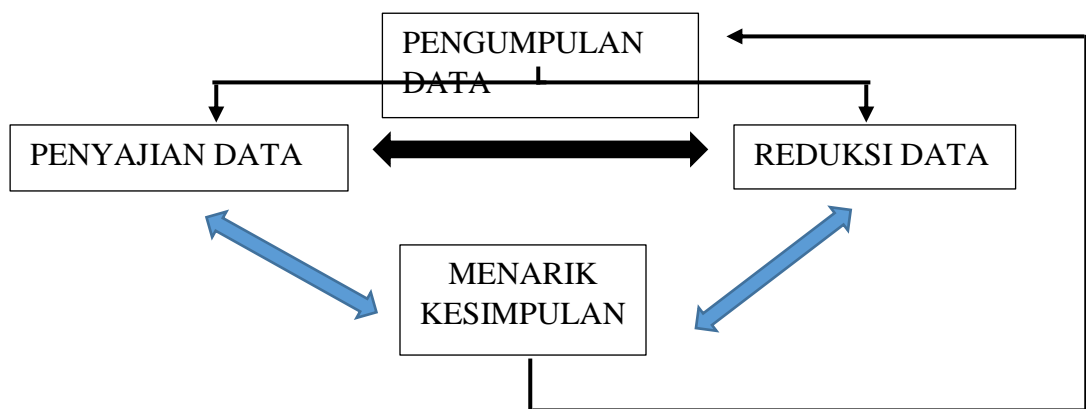 PENGUMPULAN
DATA
PENYAJIAN DATA
REDUKSI DATA
MENARIK
KESIMPULAN